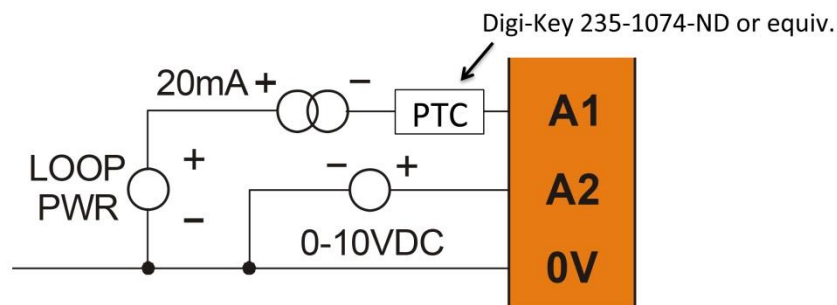 Digi-Key 235-1074-ND or equiv.
20mA + − PTC A1
LOOP PWR + −
− + A2
0-10VDC
0V